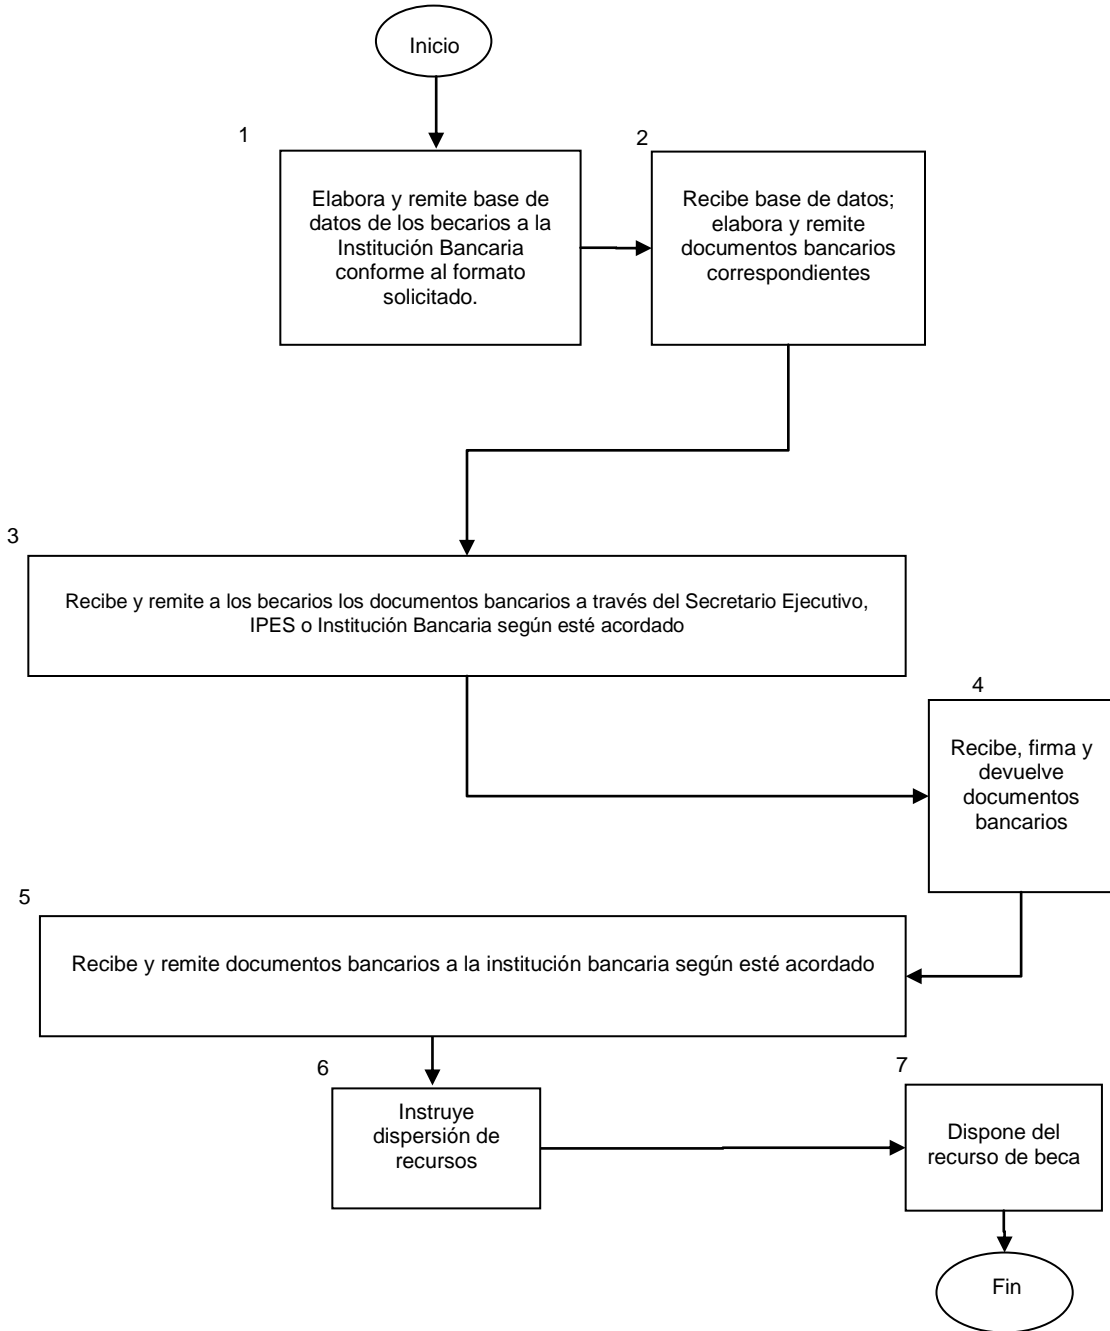 Inicio
1
Elabora y remite base de
datos de los becarios a la
Institución Bancaria
conforme al formato
solicitado.
2
Recibe base de datos;
elabora y remite
documentos bancarios
correspondientes
3
Recibe y remite a los becarios los documentos bancarios a través del Secretario Ejecutivo,
IPES o Institución Bancaria según esté acordado
4
Recibe, firma y
devuelve
documentos
bancarios
5
Recibe y remite documentos bancarios a la institución bancaria según esté acordado
6
Instruye
dispersión de
recursos
7
Dispone del
recurso de beca
Fin